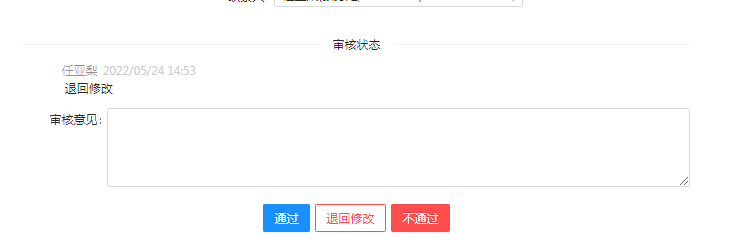 审核状态
任亚梨 2022/05/24 14:53
退回修改
审核意见:
通过 退回修改 不通过